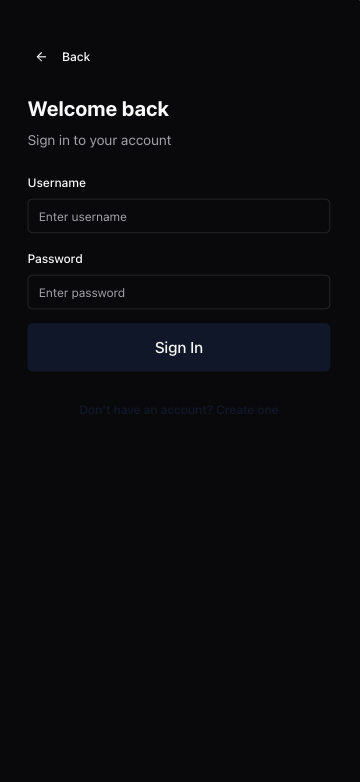 Back
Welcome back
Sign in to your account
Username
Enter username
Password
Enter password
Sign In
Don't have an account? Create one